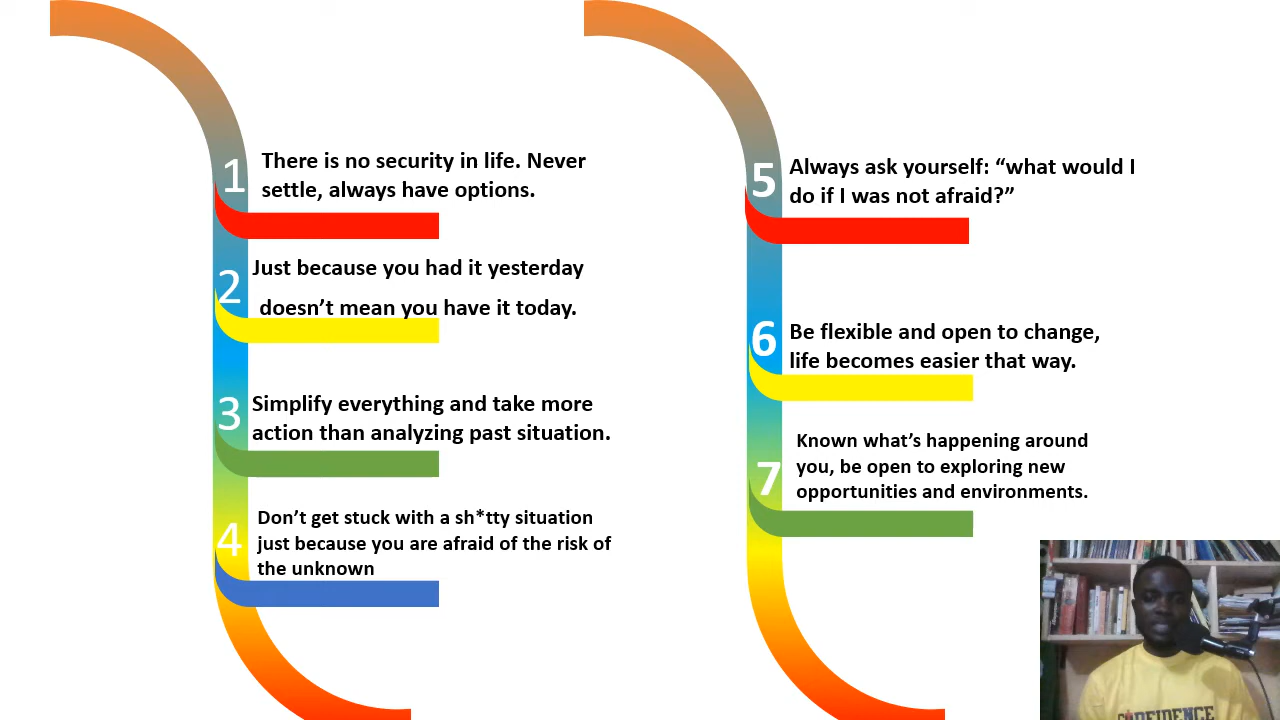 1
There is no security in life. Never
settle, always have options.
2
Just because you had it yesterday
doesn’t mean you have it today.
3
Simplify everything and take more
action than analyzing past situation.
4
Don’t get stuck with a sh*tty situation
just because you are afraid of the risk of
the unknown
5
Always ask yourself: “what would I
do if I was not afraid?”
6
Be flexible and open to change,
life becomes easier that way.
7
Known what’s happening around
you, be open to exploring new
opportunities and environments.